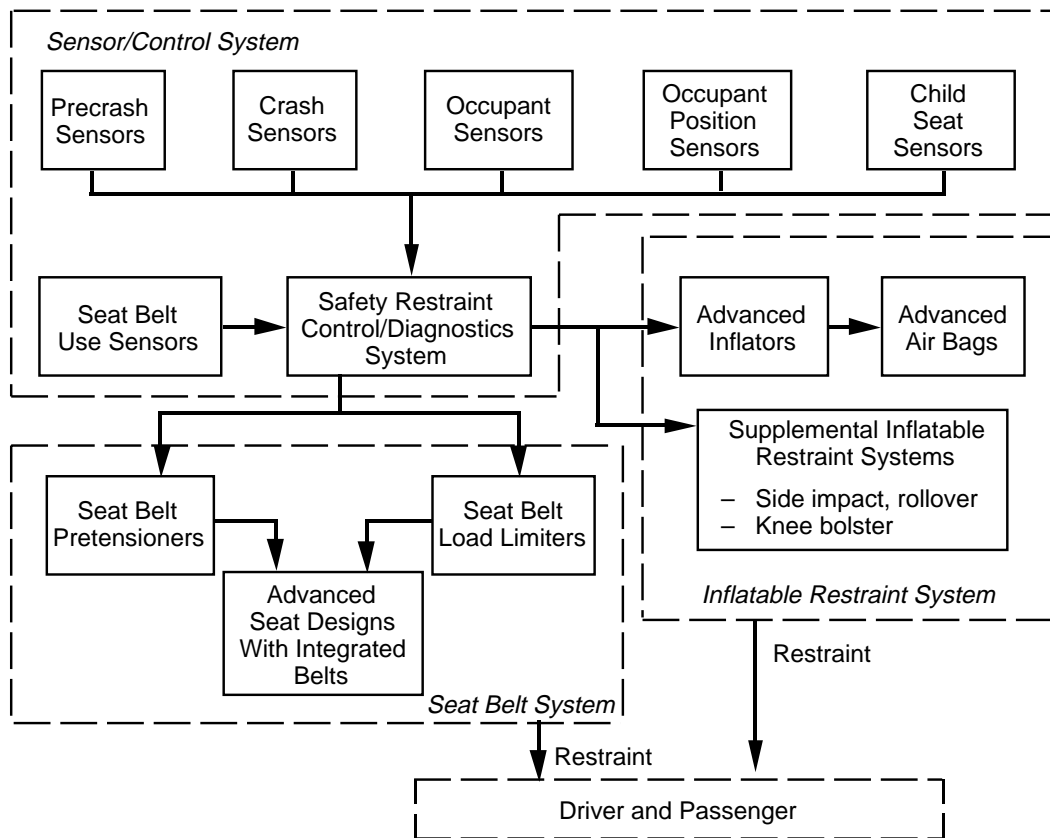 Sensor/Control System
Precrash
Sensors
Crash
Sensors
Occupant
Sensors
Occupant
Position
Sensors
Child
Seat
Sensors
Seat Belt
Use Sensors
Safety Restraint
Control/Diagnostics
System
Advanced
Inflators
Advanced
Air Bags
Supplemental Inflatable
Restraint Systems
– Side impact, rollover
– Knee bolster
Inflatable Restraint System
Seat Belt
Pretensioners
Seat Belt
Load Limiters
Advanced
Seat Designs
With Integrated
Belts
Seat Belt System
Restraint
Restraint
Driver and Passenger